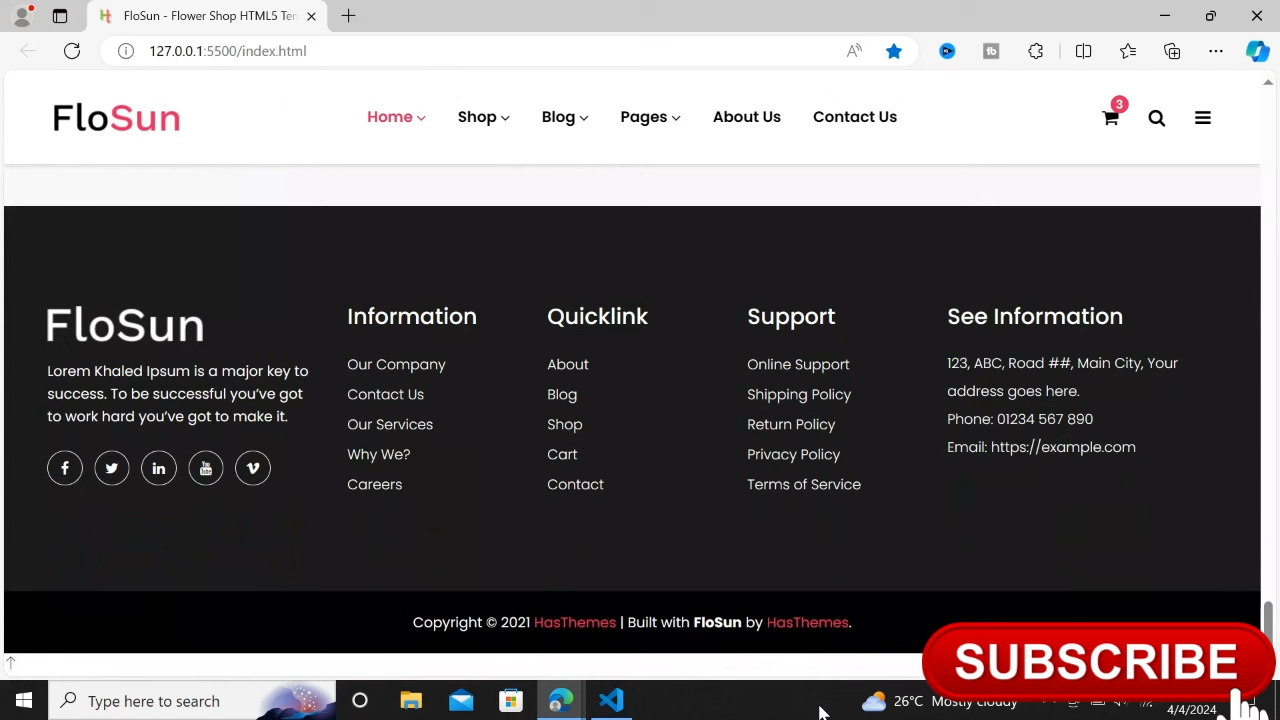 FloSun - Flower Shop HTML5 Ten
127.0.0.1:5500/index.html
FloSun
Home
Shop
Blog
Pages
About Us
Contact Us
3
FloSun
Lorem Khaled Ipsum is a major key to
success. To be successful you've got
to work hard you've got to make it.
Information
Our Company
Contact Us
Our Services
Why We?
Careers
Quicklink
About
Blog
Shop
Cart
Contact
Support
Online Support
Shipping Policy
Return Policy
Privacy Policy
Terms of Service
See Information
123, ABC, Road ##, Main City, Your
address goes here.
Phone: 01234 567 890
Email: https://example.com
Copyright © 2021 HasThemes | Built with FloSun by HasThemes.
SUBSCRIBE
Type here to search
26°C Mostly cloudy
4/4/2024